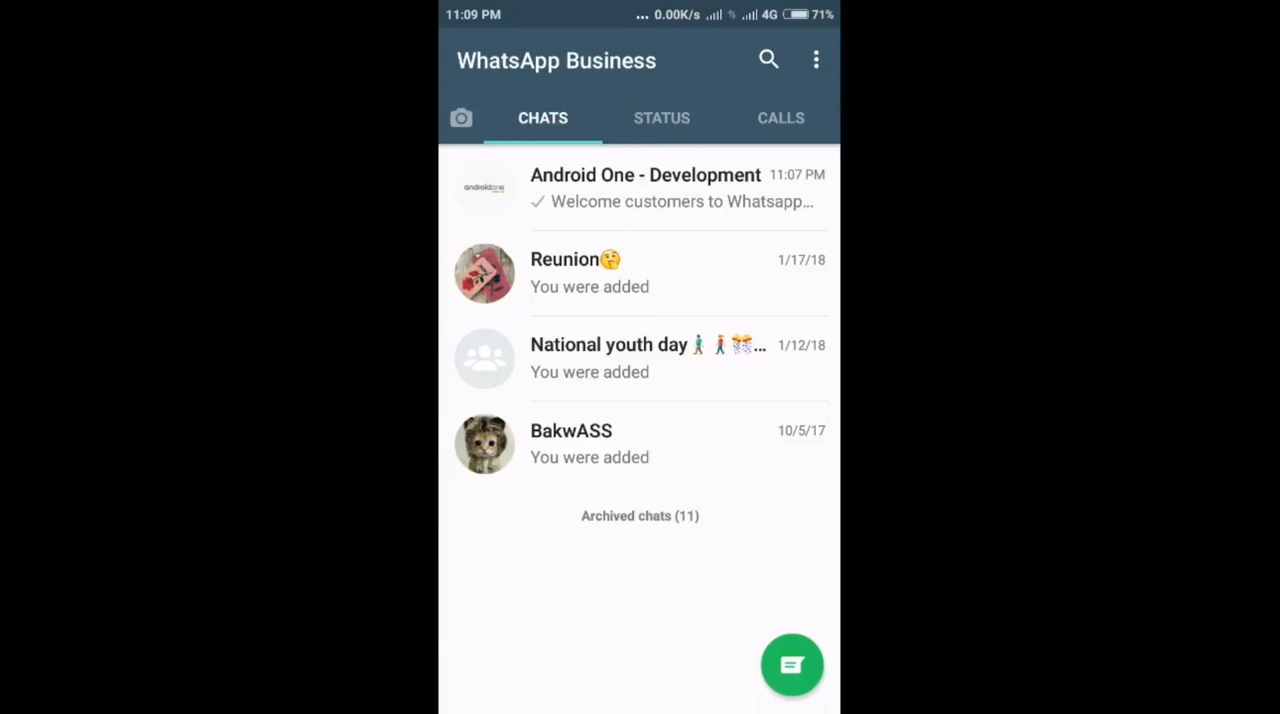 11:09 PM ... 0.00K/s 4G 71%
WhatsApp Business
CHATS STATUS CALLS
androidone
Android One - Development 11:07 PM
Welcome customers to Whatsapp...
Reunion🤔 1/17/18
You were added
National youth day🚶‍♂️🚶‍♀️🎊... 1/12/18
You were added
BakwASS 10/5/17
You were added
Archived chats (11)